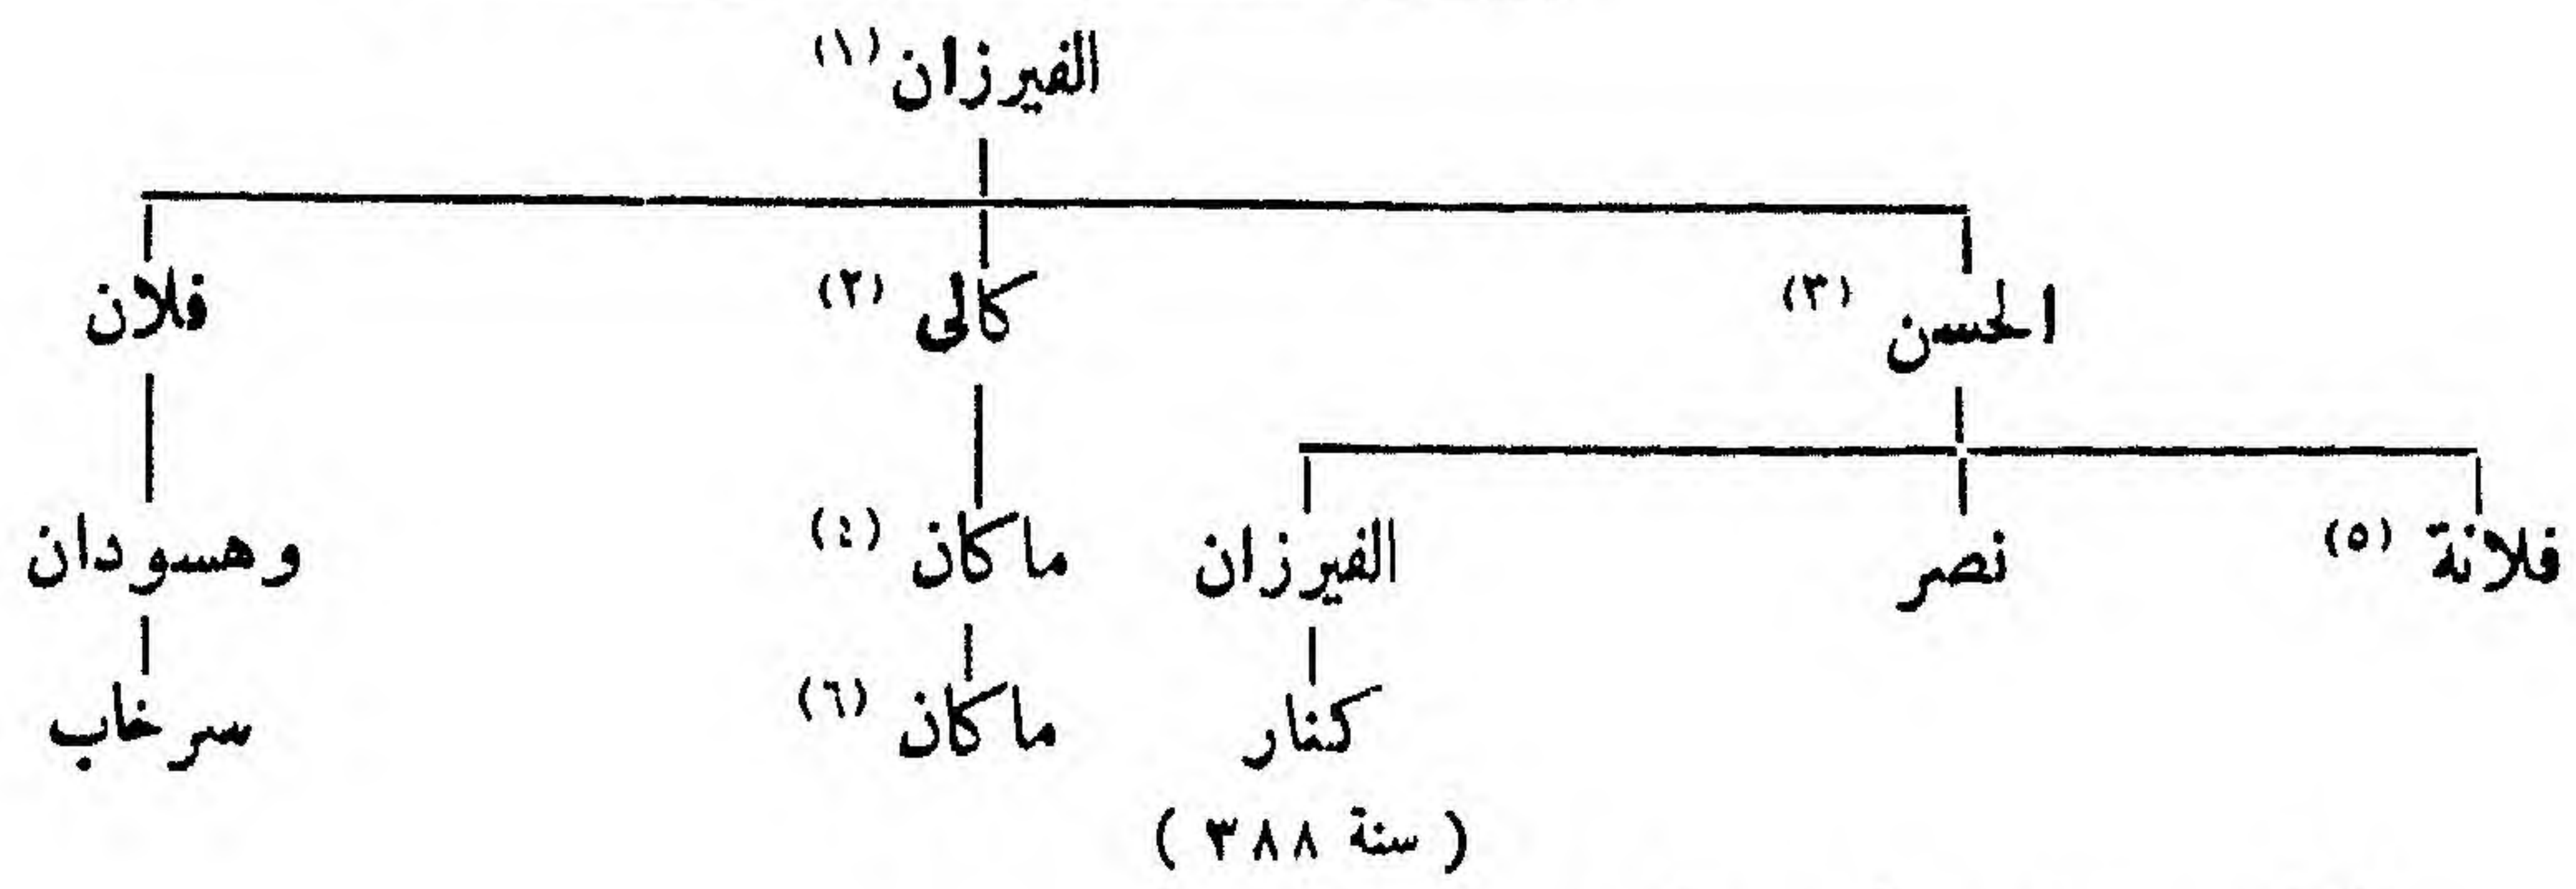 الفيرزان (١)
الحسن (٣) كالى (٢) فلان
فلانة (٥) نصر الفيرزان ماكان (٤) وهسودان
كنار ماكان (٦) سرخاب
( سنة ٣٨٨ )